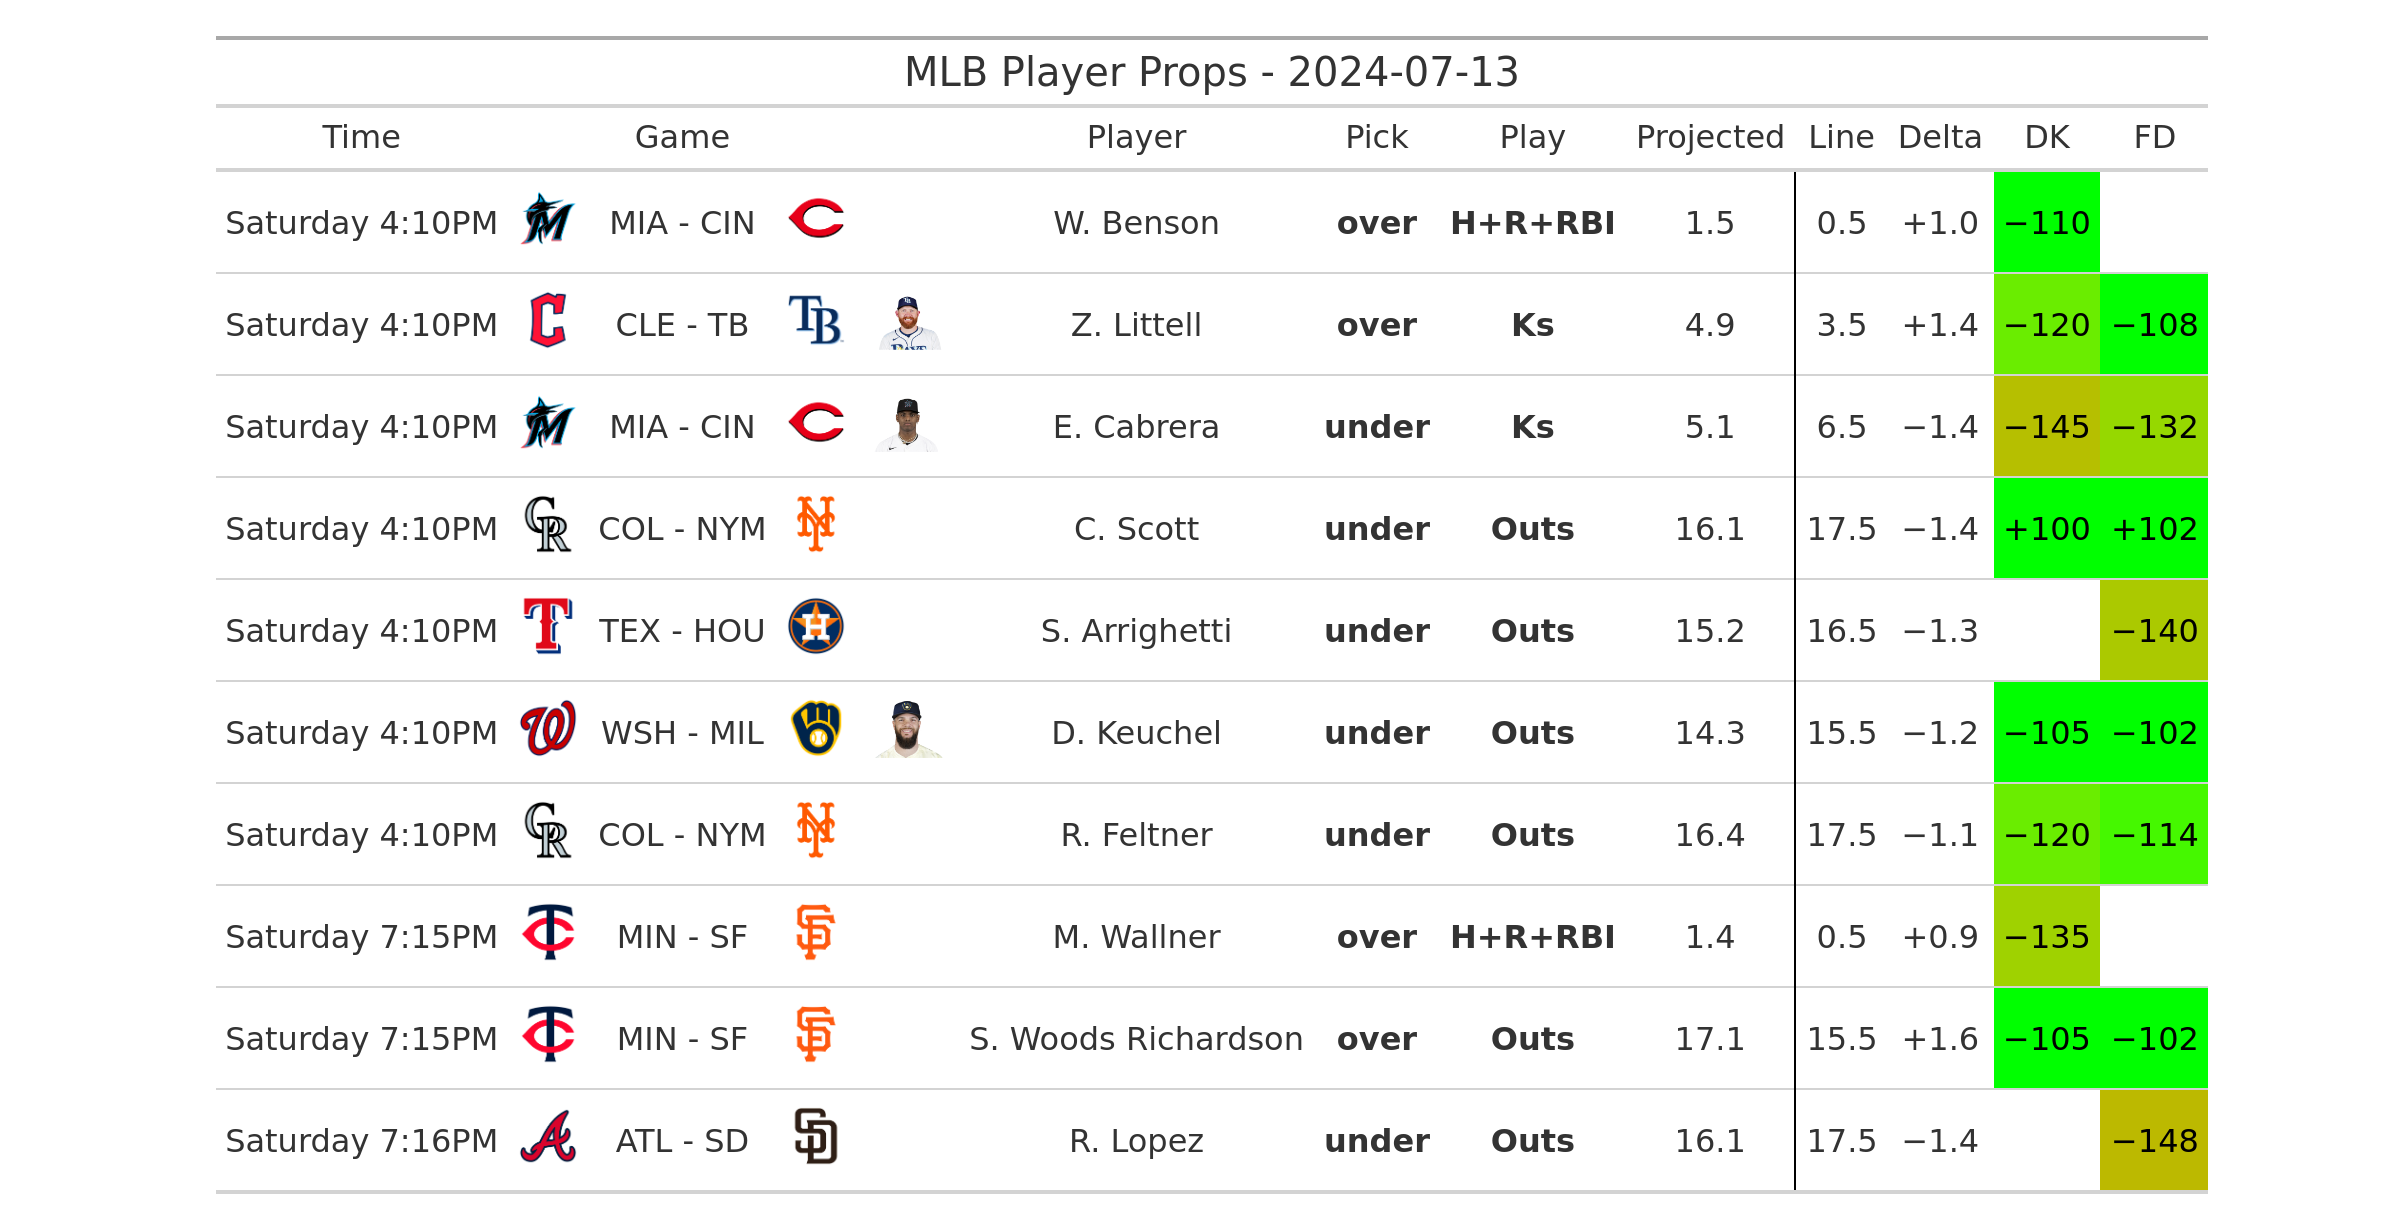 MLB Player Props - 2024-07-13
Time Game Player Pick Play Projected Line Delta DK FD
Saturday 4:10PM MIA - CIN W. Benson over H+R+RBI 1.5 0.5 +1.0 −110
Saturday 4:10PM CLE - TB Z. Littell over Ks 4.9 3.5 +1.4 −120 −108
Saturday 4:10PM MIA - CIN E. Cabrera under Ks 5.1 6.5 −1.4 −145 −132
Saturday 4:10PM COL - NYM C. Scott under Outs 16.1 17.5 −1.4 +100 +102
Saturday 4:10PM TEX - HOU S. Arrighetti under Outs 15.2 16.5 −1.3 −140
Saturday 4:10PM WSH - MIL D. Keuchel under Outs 14.3 15.5 −1.2 −105 −102
Saturday 4:10PM COL - NYM R. Feltner under Outs 16.4 17.5 −1.1 −120 −114
Saturday 7:15PM MIN - SF M. Wallner over H+R+RBI 1.4 0.5 +0.9 −135
Saturday 7:15PM MIN - SF S. Woods Richardson over Outs 17.1 15.5 +1.6 −105 −102
Saturday 7:16PM ATL - SD R. Lopez under Outs 16.1 17.5 −1.4 −148